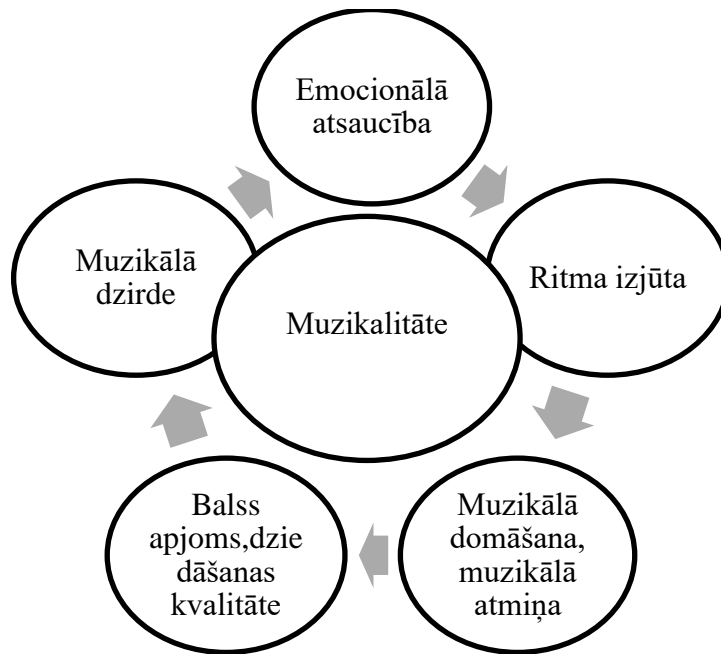 Emocionālā
atsaucība
Muzikālā
dzirde
Ritma izjūta
Muzikalitāte
Balss
apjoms,dzie
dāšanas
kvalitāte
Muzikālā
domāšana,
muzikālā
atmiņa